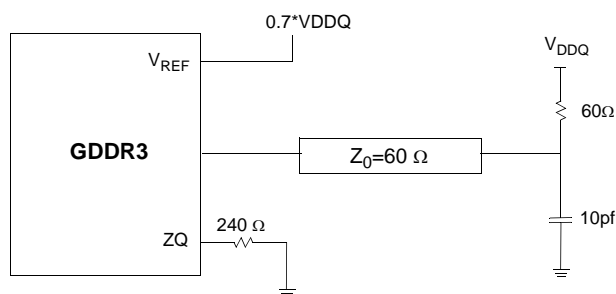 0.7*VDDQ
VREF
VDDQ
60Ω
GDDR3
Z0=60 Ω
10pf
240 Ω
ZQ